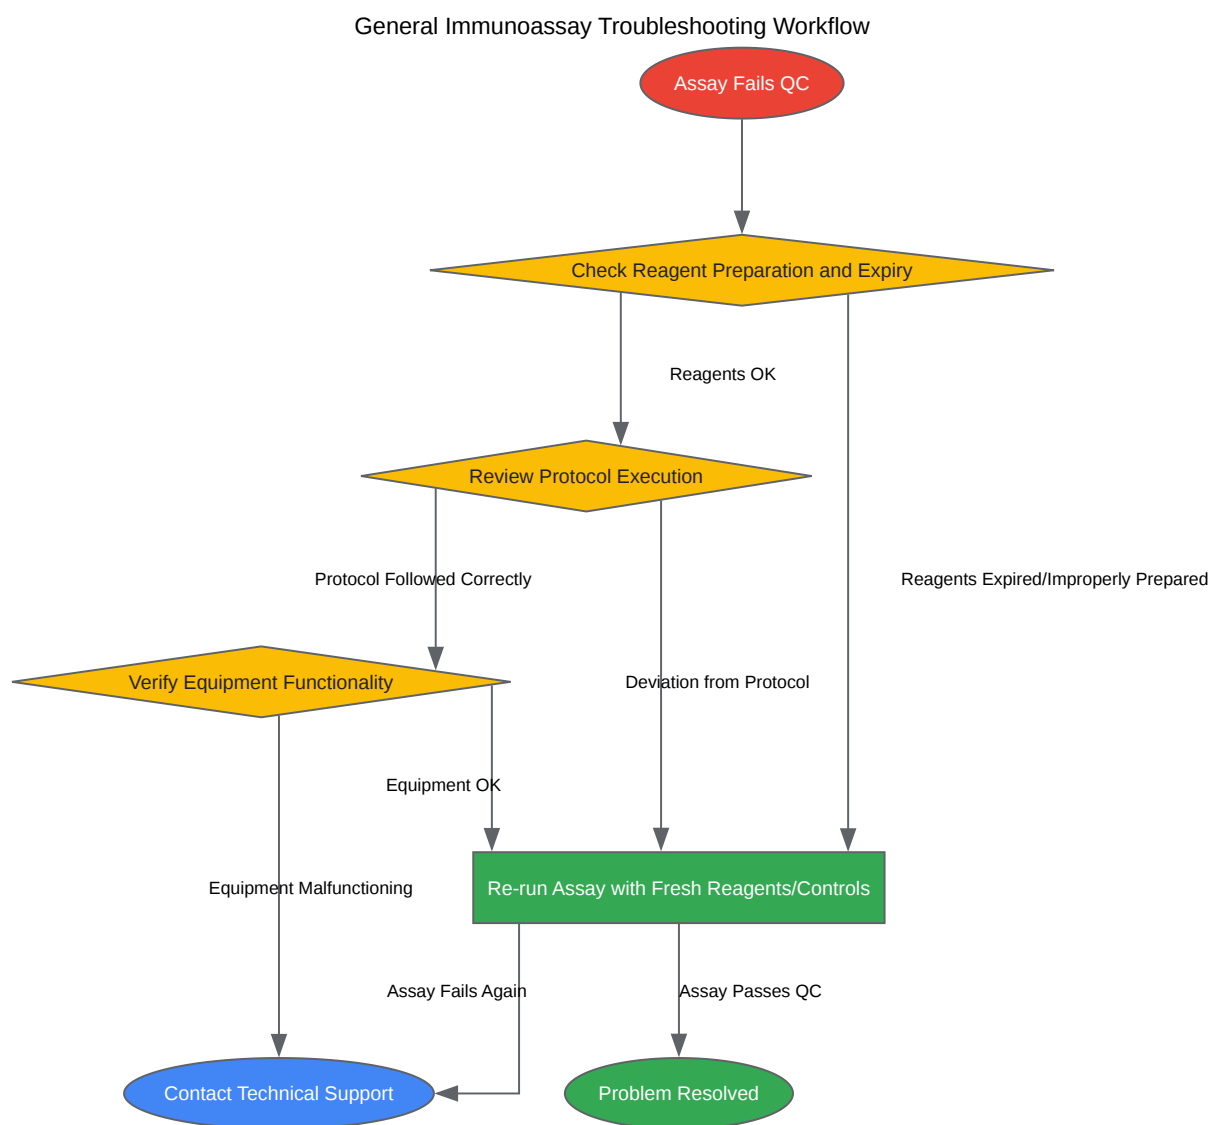 General Immunoassay Troubleshooting Workflow
Assay Fails QC
Check Reagent Preparation and Expiry
Reagents OK
Review Protocol Execution
Protocol Followed Correctly
Reagents Expired/Improperly Prepared
Verify Equipment Functionality
Deviation from Protocol
Equipment OK
Equipment Malfunctioning
Re-run Assay with Fresh Reagents/Controls
Assay Fails Again
Assay Passes QC
Contact Technical Support
Problem Resolved